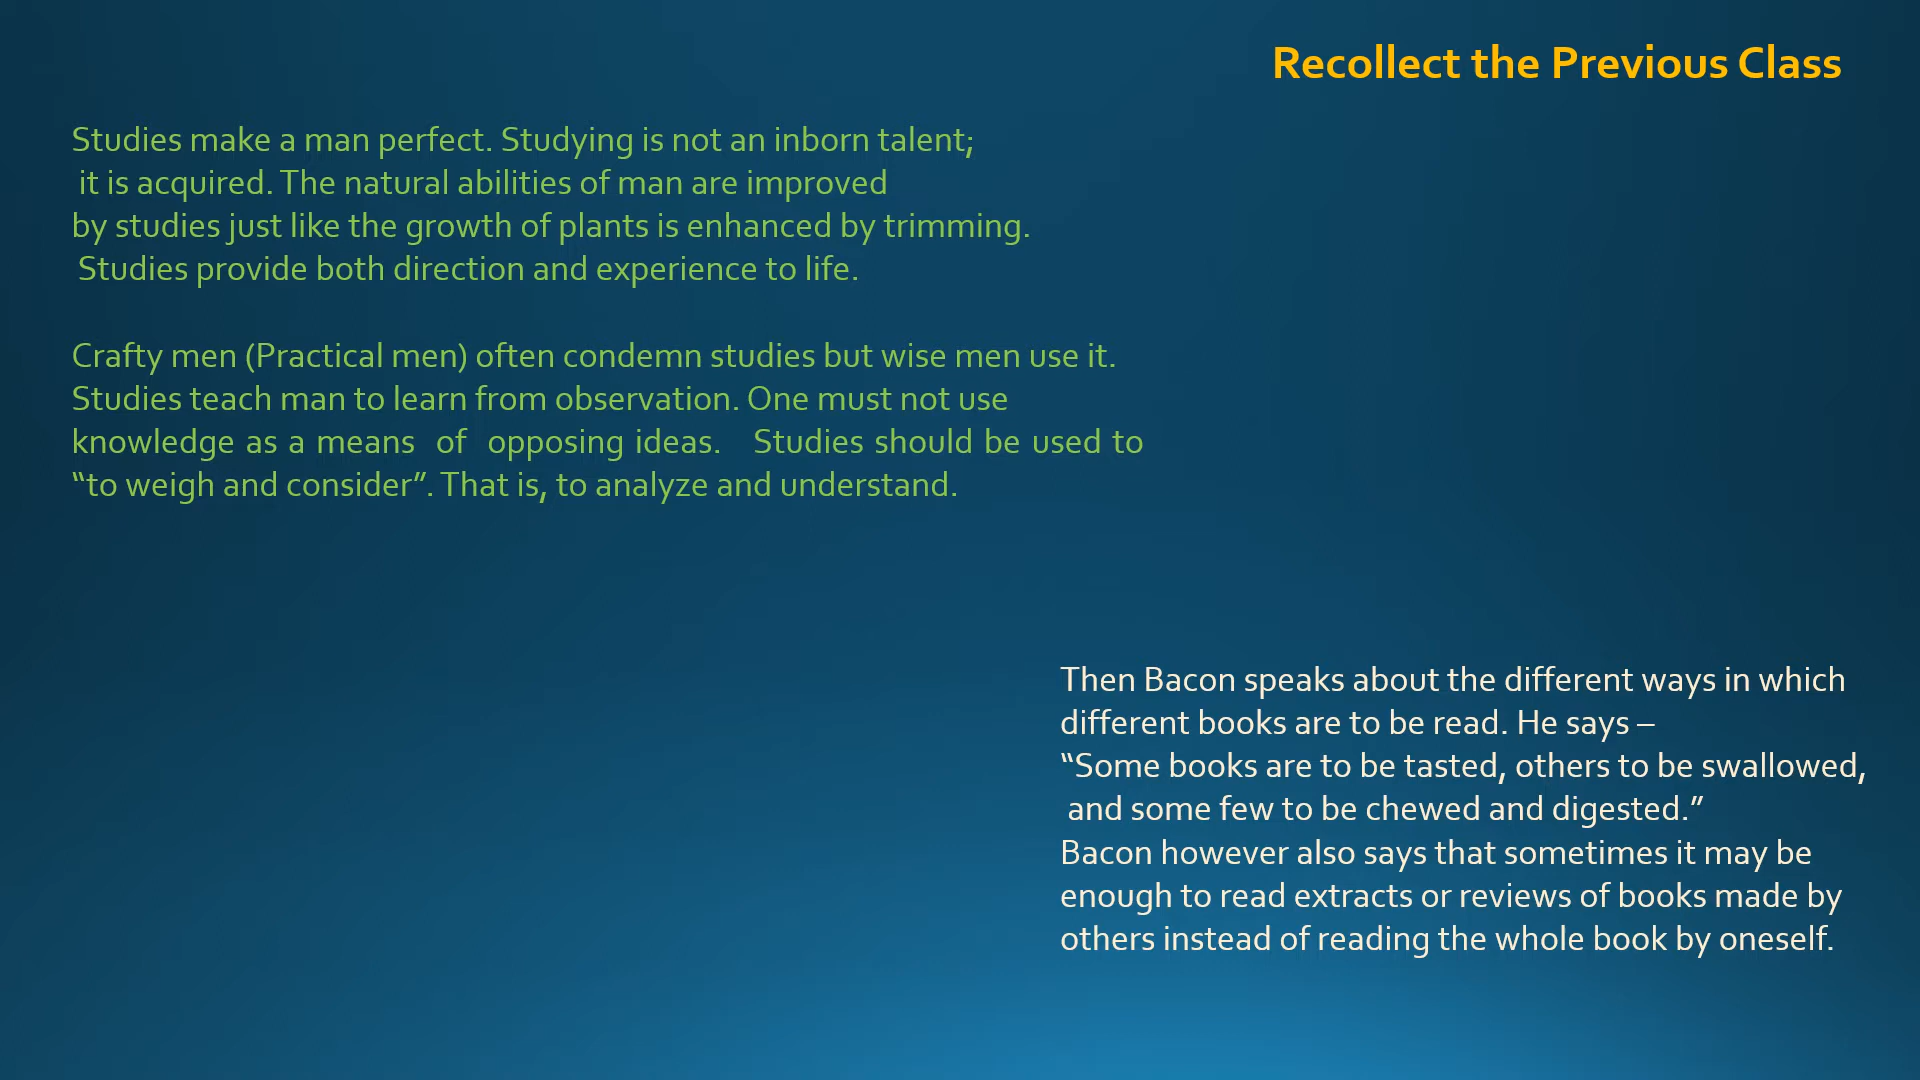 Recollect the Previous Class
Studies make a man perfect. Studying is not an inborn talent;
it is acquired. The natural abilities of man are improved
by studies just like the growth of plants is enhanced by trimming.
Studies provide both direction and experience to life.
Crafty men (Practical men) often condemn studies but wise men use it.
Studies teach man to learn from observation. One must not use
knowledge as a means of opposing ideas. Studies should be used to
“to weigh and consider”. That is, to analyze and understand.
Then Bacon speaks about the different ways in which
different books are to be read. He says –
“Some books are to be tasted, others to be swallowed,
and some few to be chewed and digested.”
Bacon however also says that sometimes it may be
enough to read extracts or reviews of books made by
others instead of reading the whole book by oneself.